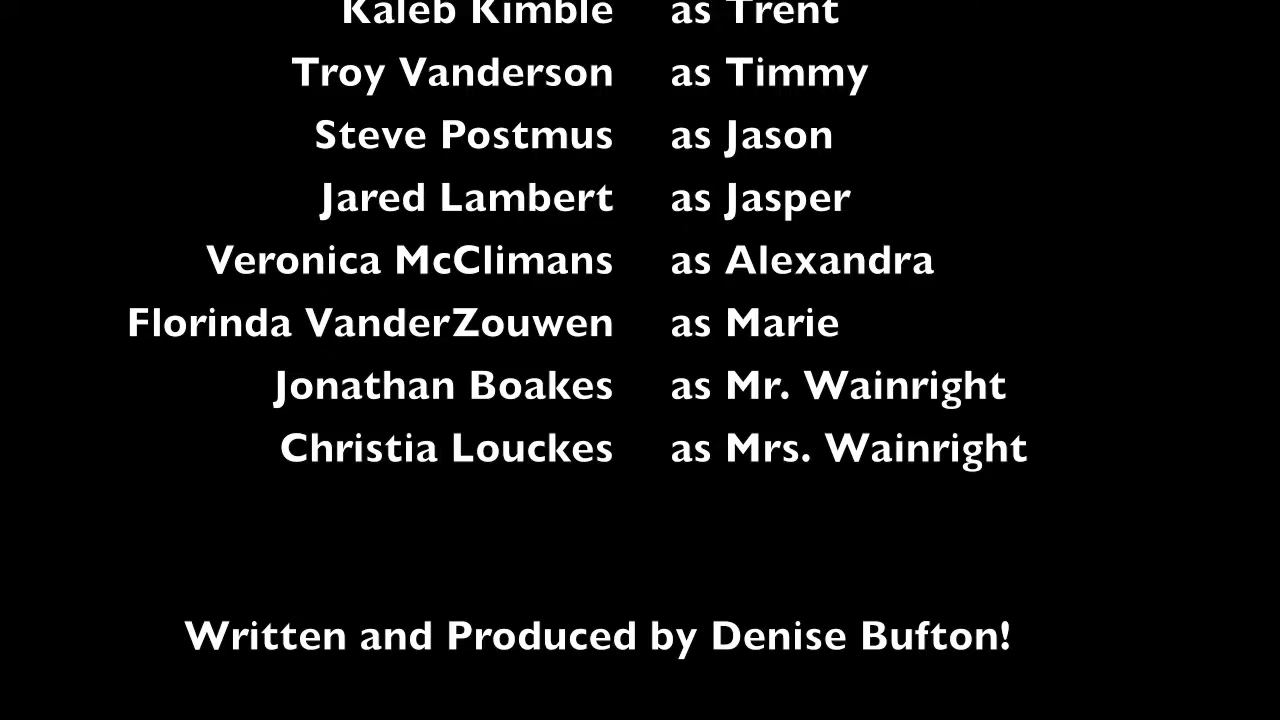 Kaleb Kimble as Trent
Troy Vanderson as Timmy
Steve Postmus as Jason
Jared Lambert as Jasper
Veronica McClimans as Alexandra
Florinda VanderZouwen as Marie
Jonathan Boakes as Mr. Wainright
Christia Louckes as Mrs. Wainright
Written and Produced by Denise Bufton!